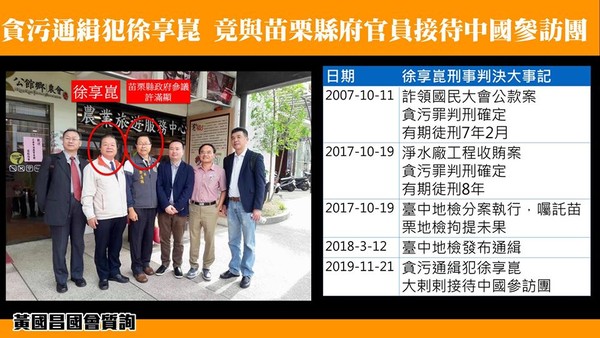 貪污通緝犯徐享崑 竟與苗栗縣府官員接待中國參訪團
公館鄉農會
徐享崑
苗栗縣政府參議
許滿顯
農業旅遊服務中心
日期 徐享崑刑事判決大事記
2007-10-11 詐領國民大會公款案
貪污罪判刑確定
有期徒刑7年2月
2017-10-19 淨水廠工程收賄案
貪污罪判刑確定
有期徒刑8年
2017-10-19 臺中地檢分案執行，囑託苗
栗地檢拘提未果
2018-3-12 臺中地檢發布通緝
2019-11-21 貪污通緝犯徐享崑
大剌剌接待中國參訪團
黃國昌國會質詢